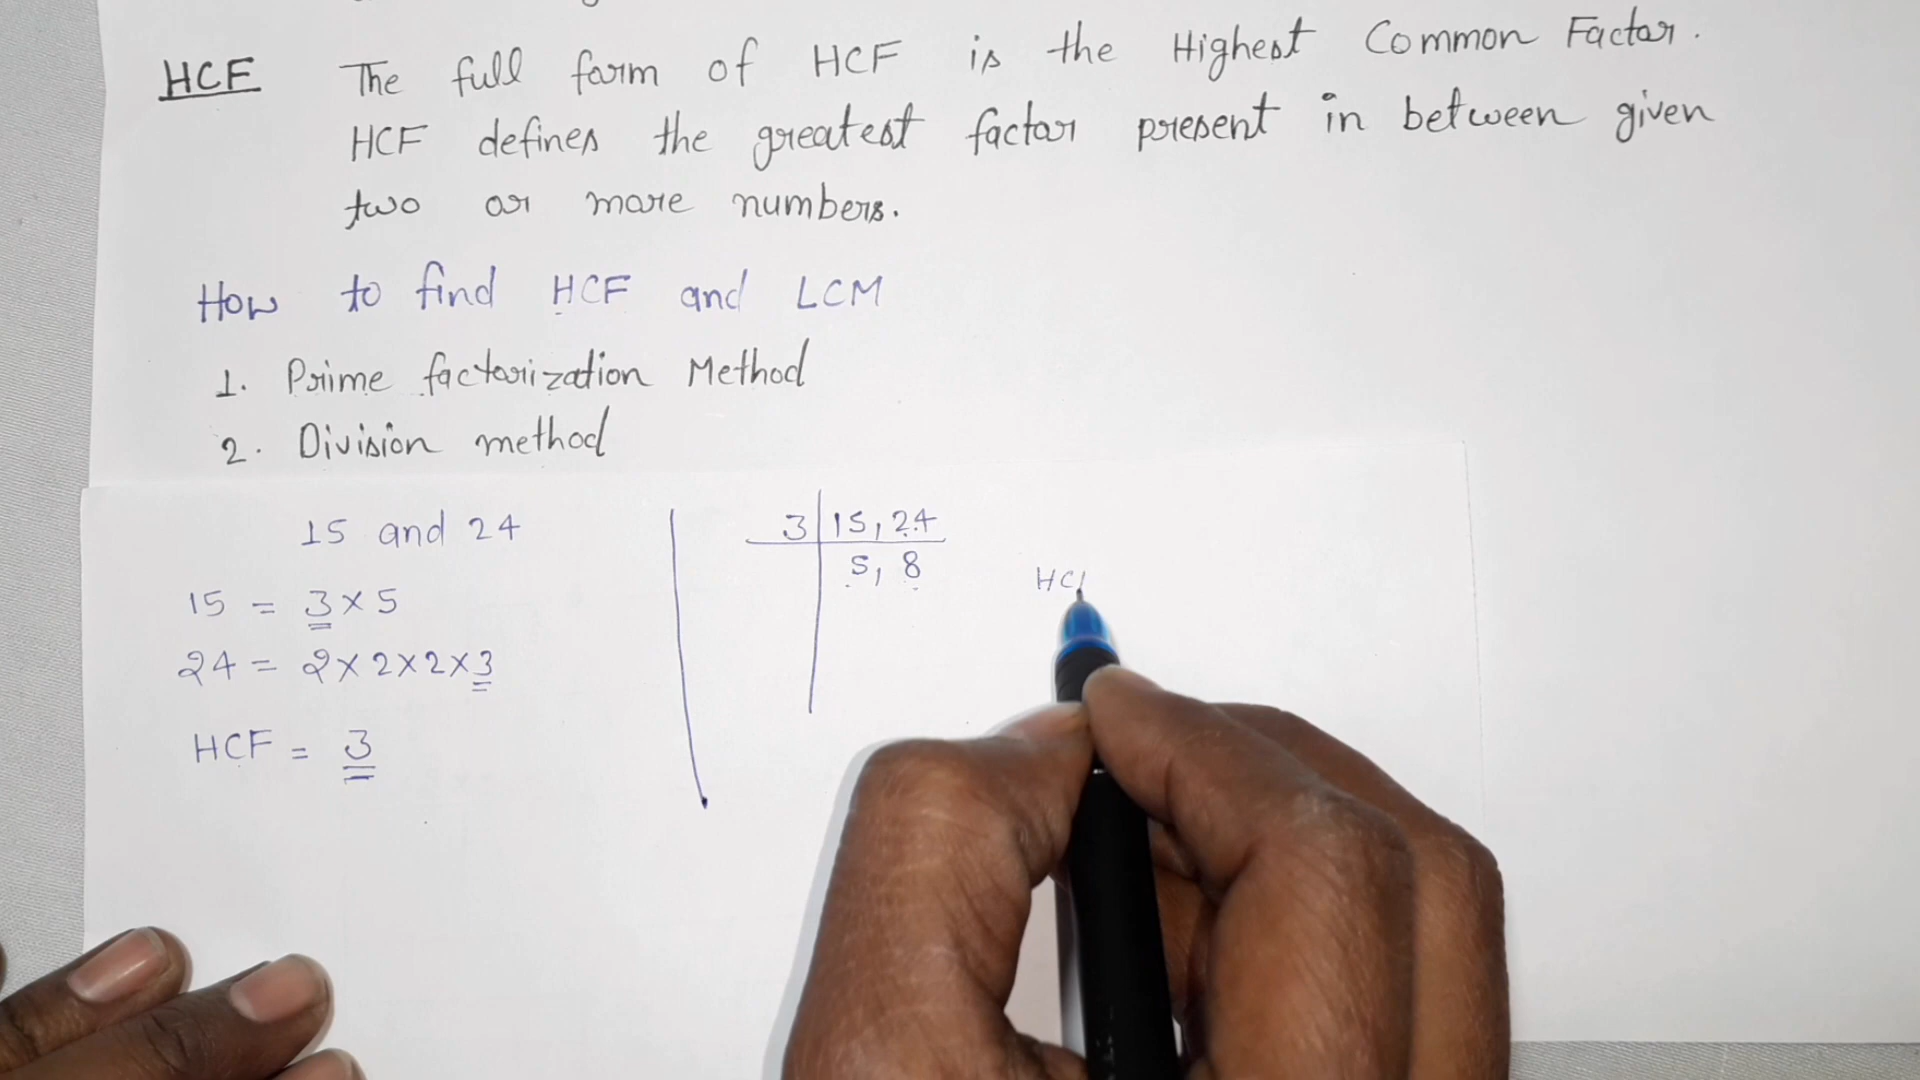 HCF The full form of HCF is the Highest Common Factor.
HCF defines the greatest factor present in between given
two or more numbers.
How to find HCF and LCM
1. Prime factorization Method
2. Division method
15 and 24
15 = 3 × 5
24 = 2 × 2 × 2 × 3
HCF = 3
3 | 15, 24
5, 8
HC